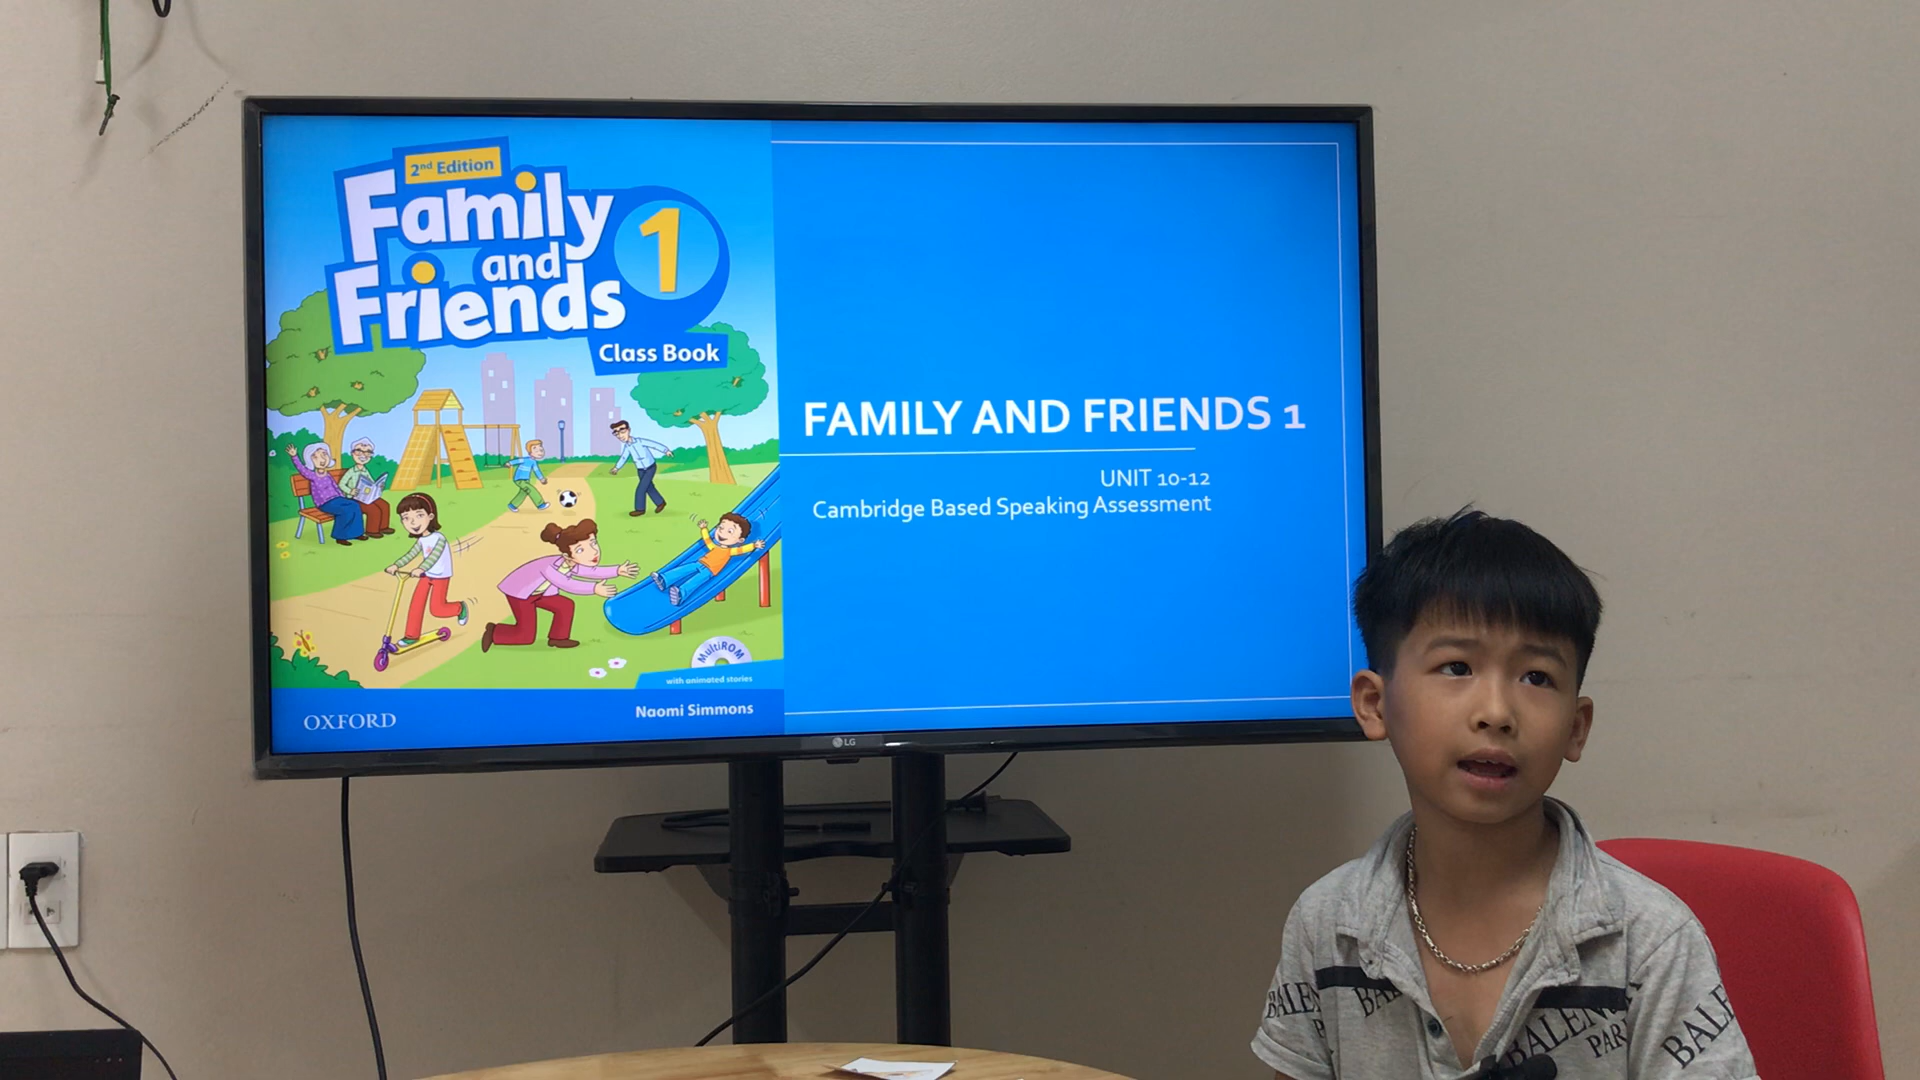 2nd Edition
Family
and
Friends
1
Class Book
MultiROM
with animated stories
OXFORD
Naomi Simmons
FAMILY AND FRIENDS 1
UNIT 10-12
Cambridge Based Speaking Assessment
LG